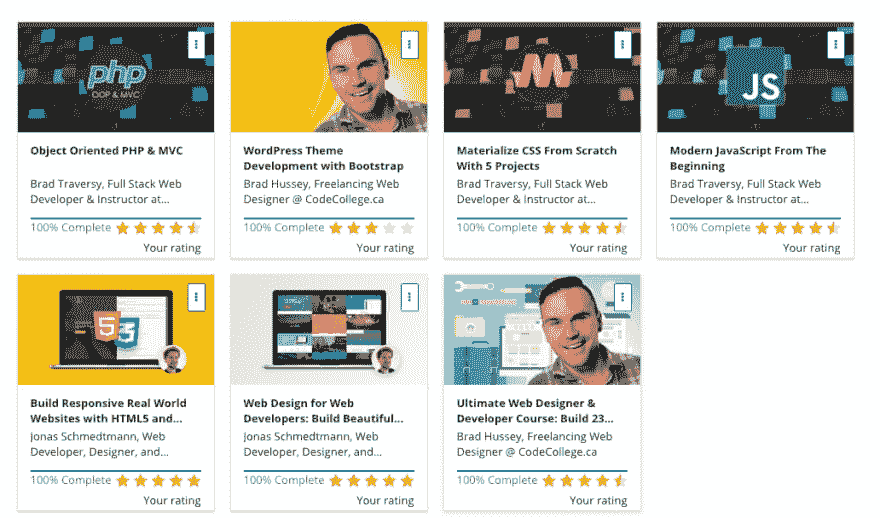 php
OOP & MVC
Object Oriented PHP & MVC
Brad Traversy, Full Stack Web
Developer & Instructor at...
100% Complete
Your rating
WordPress Theme
Development with Bootstrap
Brad Hussey, Freelancing Web
Designer @ CodeCollege.ca
100% Complete
Your rating
Materialize CSS From Scratch
With 5 Projects
Brad Traversy, Full Stack Web
Developer & Instructor at...
100% Complete
Your rating
JS
Modern JavaScript From The
Beginning
Brad Traversy, Full Stack Web
Developer & Instructor at...
100% Complete
Your rating
5
3
Build Responsive Real World
Websites with HTML5 and...
Jonas Schmedtmann, Web
Developer, Designer, and...
100% Complete
Your rating
Web Design for Web
Developers: Build Beautiful...
Jonas Schmedtmann, Web
Developer, Designer, and...
100% Complete
Your rating
Ultimate Web Designer &
Developer Course: Build 23...
Brad Hussey, Freelancing Web
Designer @ CodeCollege.ca
100% Complete
Your rating